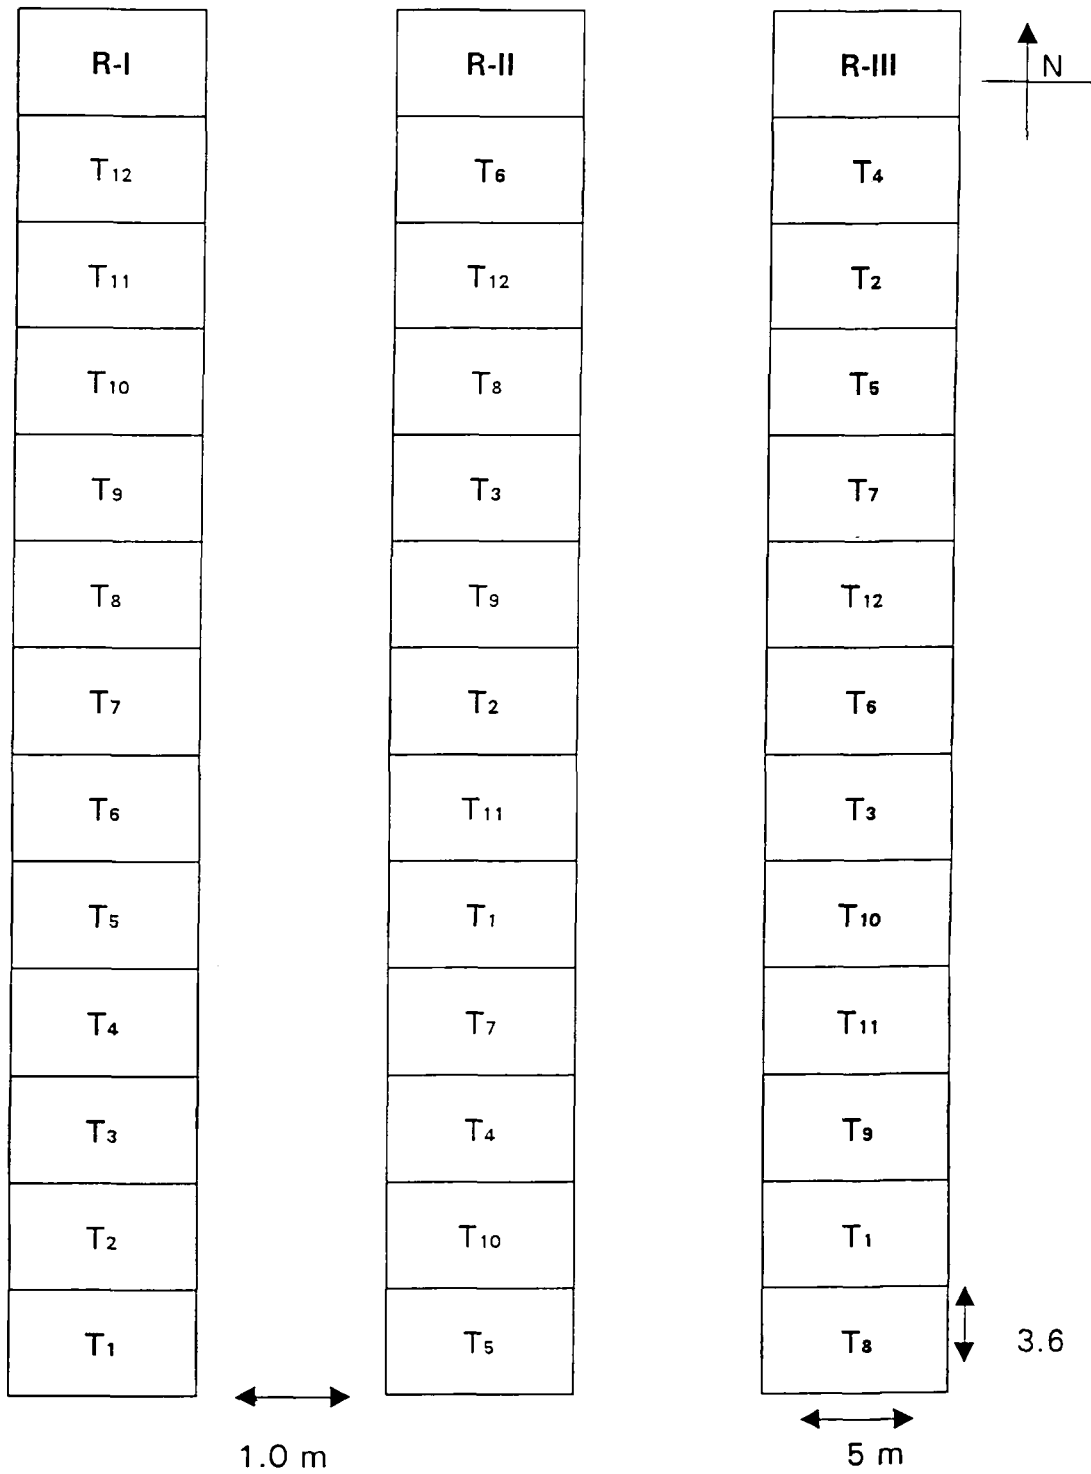 R-I R-II R-III N
T12 T6 T4
T11 T12 T2
T10 T8 T5
T9 T3 T7
T8 T9 T12
T7 T2 T6
T6 T11 T3
T5 T1 T10
T4 T7 T11
T3 T4 T9
T2 T10 T1
T1 T5 T8 3.6
1.0 m 5 m